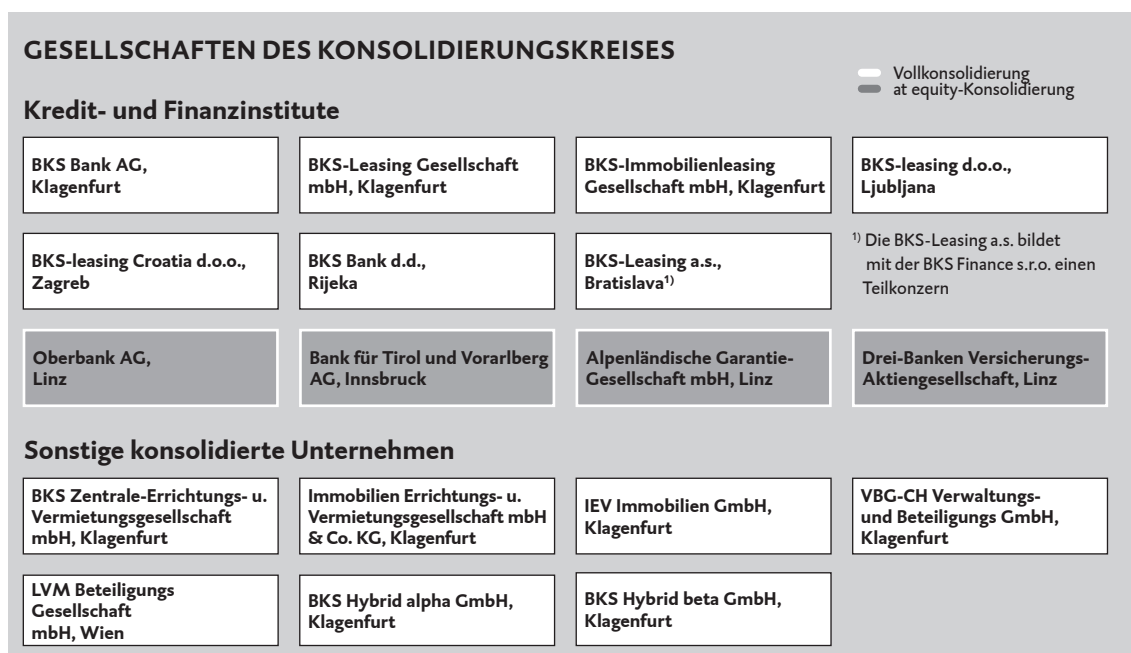 GESELLSCHAFTEN DES KONSOLIDIERUNGSKREISES
Vollkonsolidierung
at equity-Konsolidierung
Kredit- und Finanzinstitute
BKS Bank AG,
Klagenfurt
BKS-Leasing Gesellschaft
mbH, Klagenfurt
BKS-Immobilienleasing
Gesellschaft mbH, Klagenfurt
BKS-leasing d.o.o.,
Ljubljana
BKS-leasing Croatia d.o.o.,
Zagreb
BKS Bank d.d.,
Rijeka
BKS-Leasing a.s.,
Bratislava1)
1) Die BKS-Leasing a.s. bildet
mit der BKS Finance s.r.o. einen
Teilkonzern
Oberbank AG,
Linz
Bank für Tirol und Vorarlberg
AG, Innsbruck
Alpenländische Garantie-
Gesellschaft mbH, Linz
Drei-Banken Versicherungs-
Aktiengesellschaft, Linz
Sonstige konsolidierte Unternehmen
BKS Zentrale-Errichtungs- u.
Vermietungsgesellschaft
mbH, Klagenfurt
Immobilien Errichtungs- u.
Vermietungsgesellschaft mbH
& Co. KG, Klagenfurt
IEV Immobilien GmbH,
Klagenfurt
VBG-CH Verwaltungs-
und Beteiligungs GmbH,
Klagenfurt
LVM Beteiligungs
Gesellschaft
mbH, Wien
BKS Hybrid alpha GmbH,
Klagenfurt
BKS Hybrid beta GmbH,
Klagenfurt